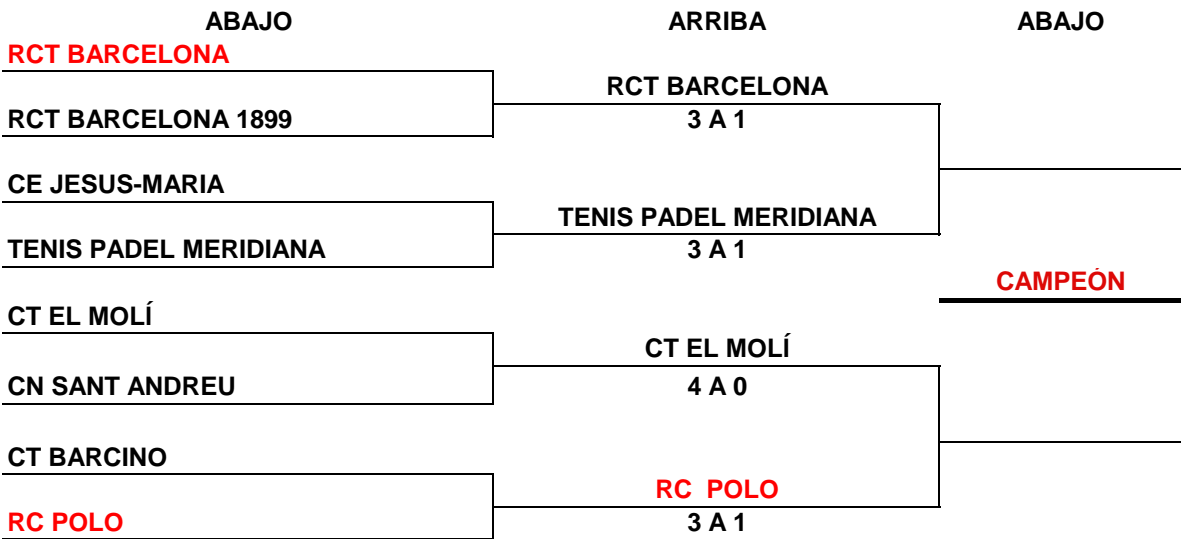 ABAJO ARRIBA ABAJO
RCT BARCELONA
RCT BARCELONA
RCT BARCELONA 1899 3 A 1
CE JESUS-MARIA
TENIS PADEL MERIDIANA
TENIS PADEL MERIDIANA 3 A 1
CAMPEÓN
CT EL MOLÍ
CT EL MOLÍ
CN SANT ANDREU 4 A 0
CT BARCINO
RC POLO
RC POLO 3 A 1